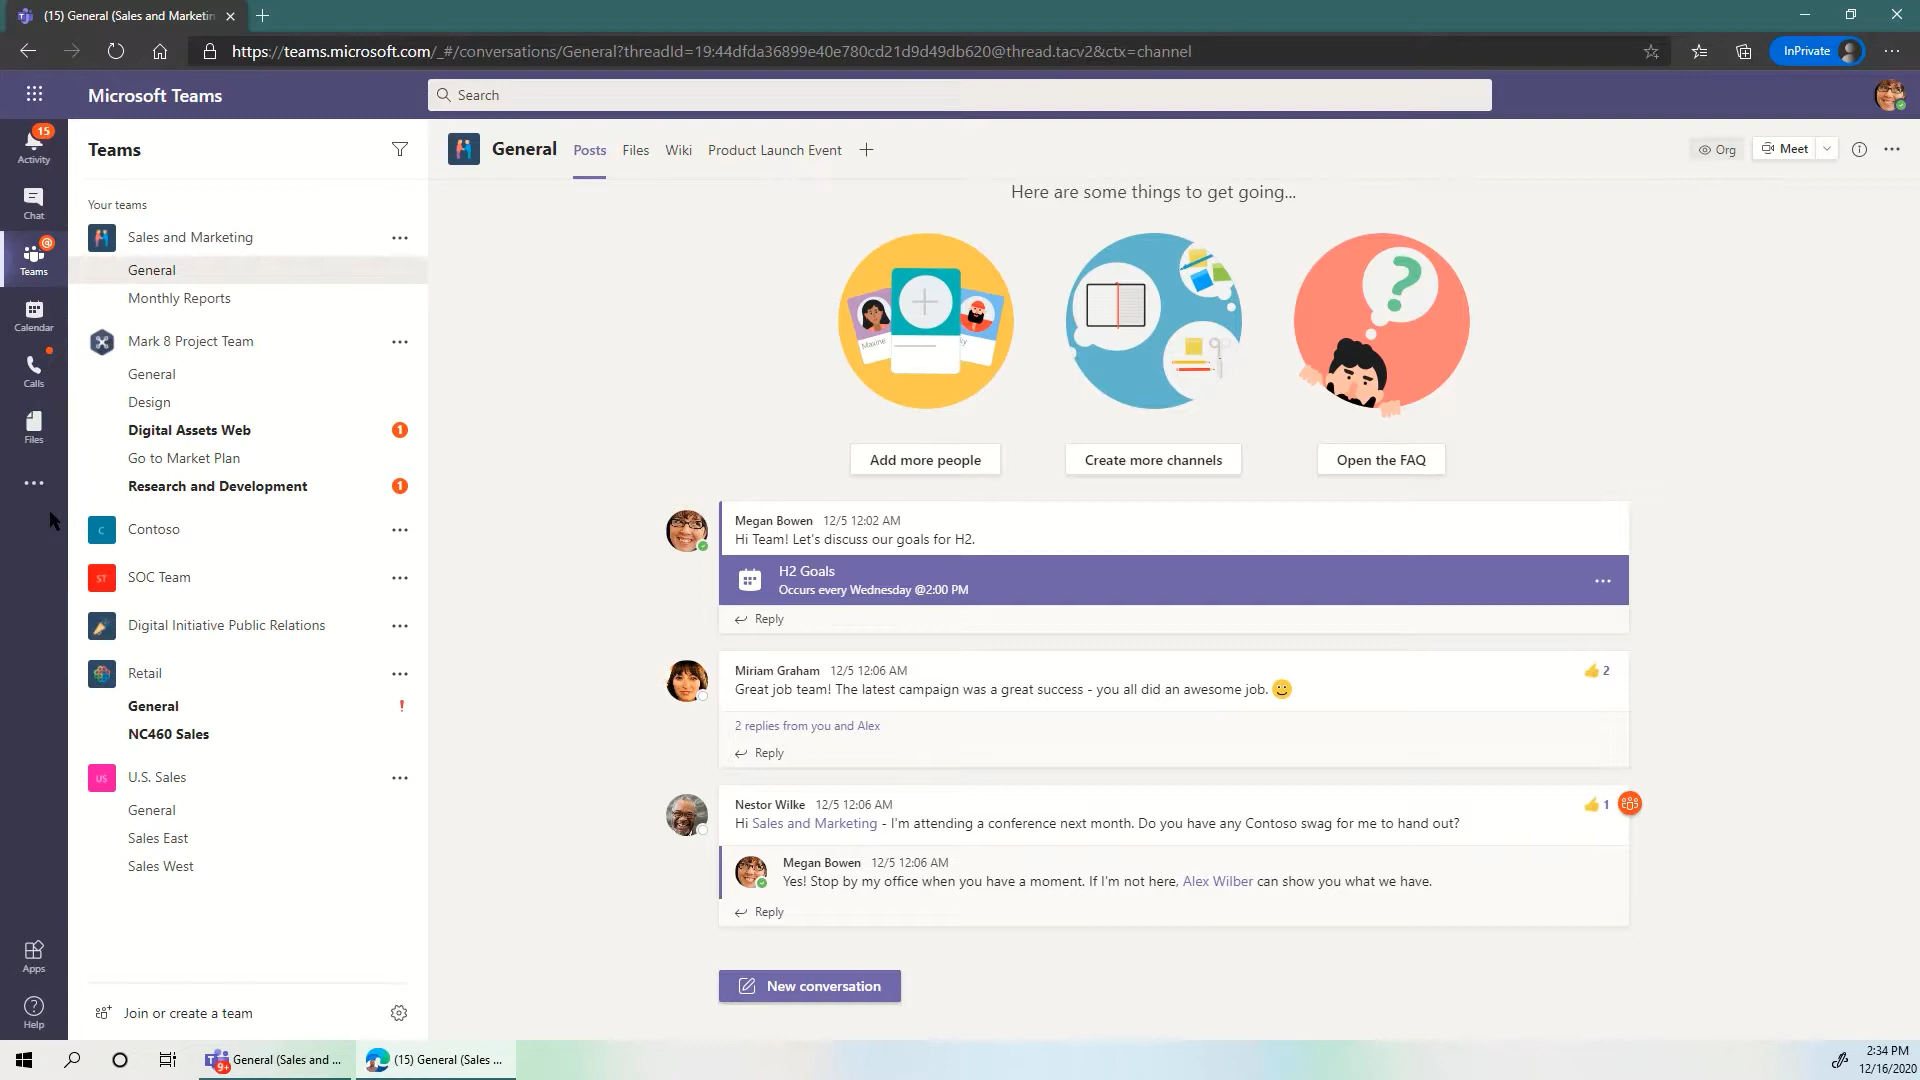 (15) General (Sales and Marketin
https://teams.microsoft.com/_#/conversations/General?threadId=19:44dfda36899e40e780cd21d9d49db620@thread.tacv2&ctx=channel
InPrivate
Microsoft Teams
Search
15
Activity
Chat
@
Teams
Calendar
Calls
Files
Apps
Help
Teams
Your teams
Sales and Marketing
General
Monthly Reports
Mark 8 Project Team
General
Design
Digital Assets Web
1
Go to Market Plan
Research and Development
1
C
Contoso
ST
SOC Team
Digital Initiative Public Relations
Retail
General
!
NC460 Sales
US
U.S. Sales
General
Sales East
Sales West
Join or create a team
General
Posts
Files
Wiki
Product Launch Event
Org
Meet
Here are some things to get going...
Maxine
?
Add more people
Create more channels
Open the FAQ
Megan Bowen 12/5 12:02 AM
Hi Team! Let's discuss our goals for H2.
H2 Goals
Occurs every Wednesday @2:00 PM
Reply
Miriam Graham 12/5 12:06 AM
2
Great job team! The latest campaign was a great success - you all did an awesome job.
2 replies from you and Alex
Reply
Nestor Wilke 12/5 12:06 AM
1
Hi Sales and Marketing - I'm attending a conference next month. Do you have any Contoso swag for me to hand out?
Megan Bowen 12/5 12:06 AM
Yes! Stop by my office when you have a moment. If I'm not here, Alex Wilber can show you what we have.
Reply
New conversation
9+
General (Sales and ...
(15) General (Sales ...
2:34 PM
12/16/2020